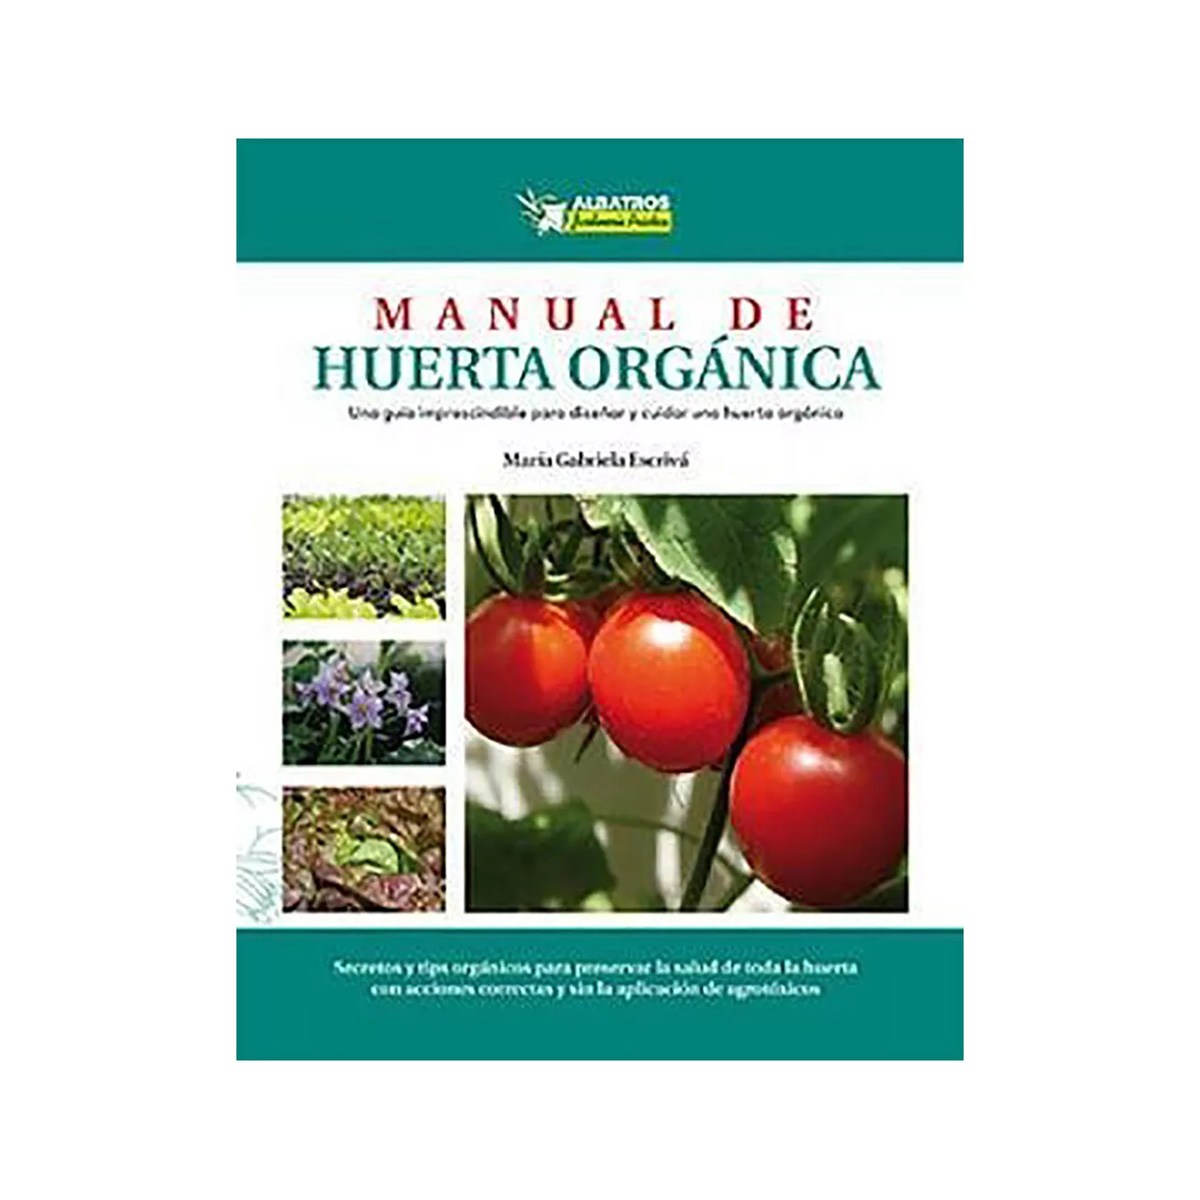 ALBATROS
MANUAL DE
HUERTA ORGÁNICA
Una guía imprescindible para diseñar y cuidar una huerta orgánica
María Gabriela Escrivá
Secretos y tips orgánicos para preservar la salud de toda la huerta
con acciones correctas y sin la aplicación de agrotóxicos